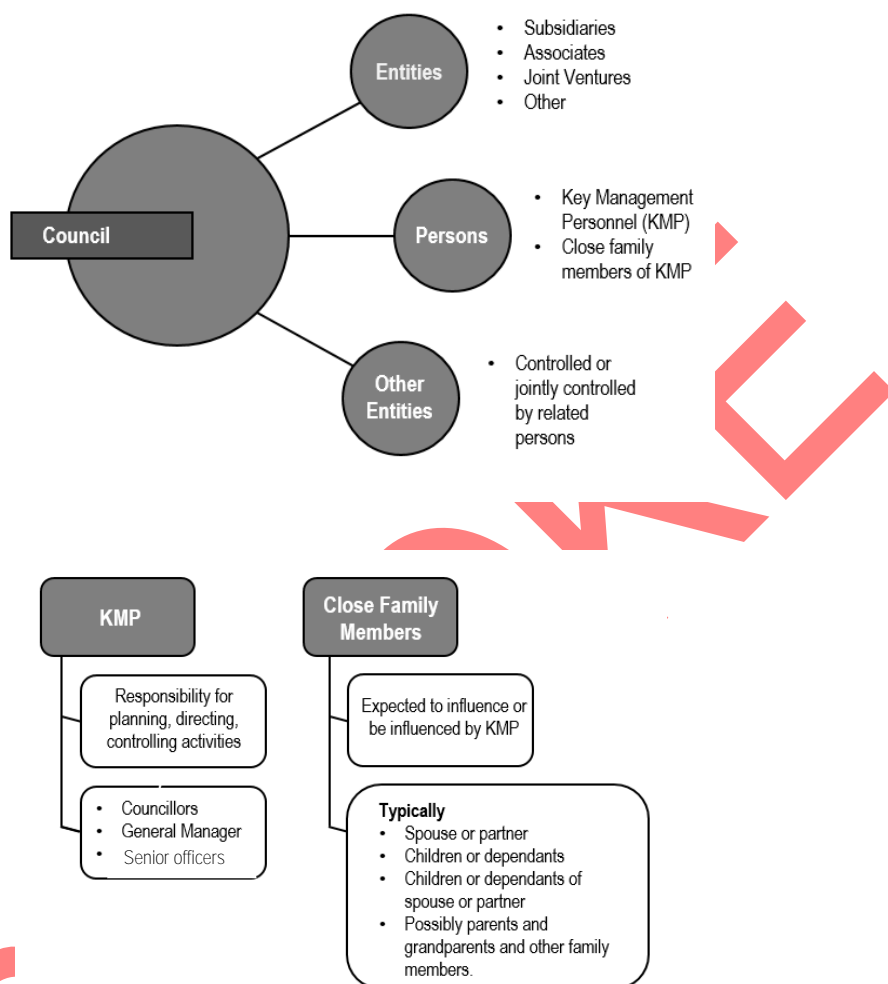 Entities
• Subsidiaries
• Associates
• Joint Ventures
• Other
Council
Persons
• Key Management
Personnel (KMP)
• Close family
members of KMP
Other
Entities
• Controlled or
jointly controlled
by related
persons
KMP
Responsibility for
planning, directing,
controlling activities
• Councillors
• General Manager
• Senior officers
Close Family
Members
Expected to influence or
be influenced by KMP
Typically
• Spouse or partner
• Children or dependants
• Children or dependants of
spouse or partner
• Possibly parents and
grandparents and other family
members.